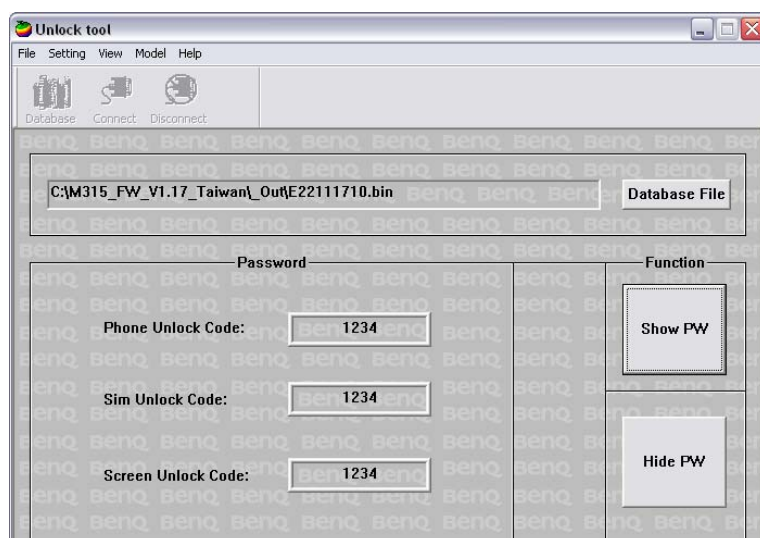 Unlock tool
File Setting View Model Help
Database Connect Disconnect
C:\M315_FW_V1.17_Taiwan\_Out\E22111710.bin
Database File
Password
Function
Phone Unlock Code: 1234
Show PW
Sim Unlock Code: 1234
Screen Unlock Code: 1234
Hide PW
BenQ